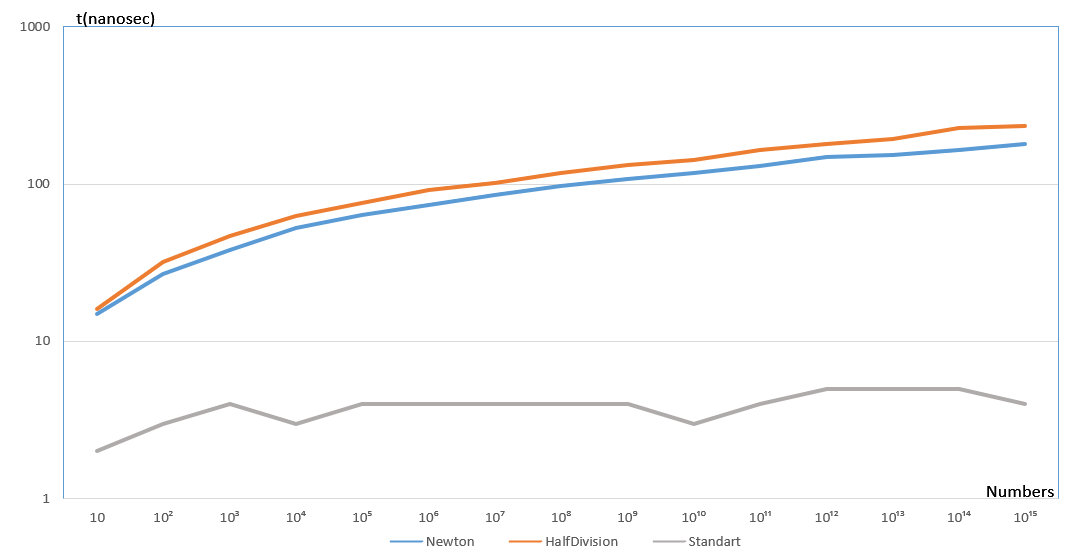 t(nanosec)
1000
100
10
1
Numbers
10 10² 10³ 10⁴ 10⁵ 10⁶ 10⁷ 10⁸ 10⁹ 10¹⁰ 10¹¹ 10¹² 10¹³ 10¹⁴ 10¹⁵
Newton HalfDivision Standart